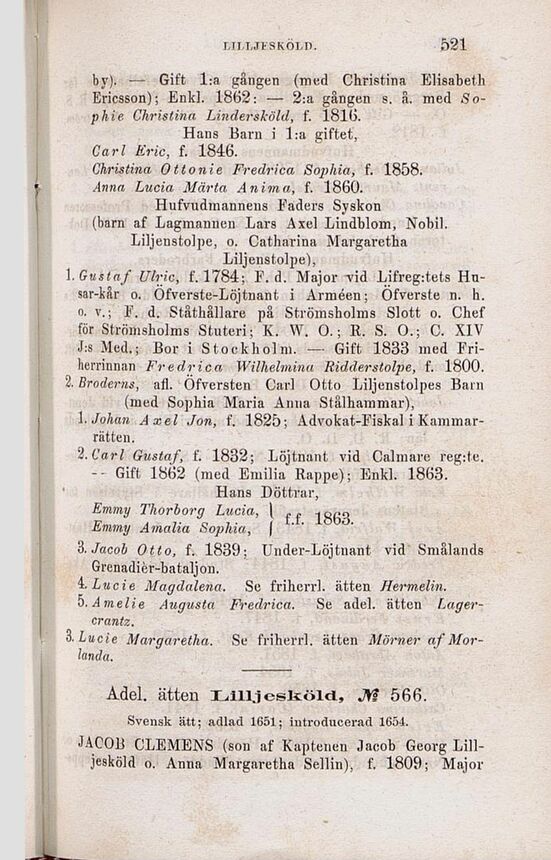 LILLJESKÖLD. 521
by). — Gift 1:a gången (med Christina Elisabeth
Ericsson); Enkl. 1862: — 2:a gången s. å. med So-
phie Christina Lindersköld, f. 1816.
Hans Barn i 1:a giftet,
Carl Eric, f. 1846.
Christina Ottonie Fredrica Sophia, f. 1858.
Anna Lucia Märta Anima, f. 1860.
Hufvudmannens Faders Syskon
(barn af Lagmannen Lars Axel Lindblom, Nobil.
Liljenstolpe, o. Catharina Margaretha
Liljenstolpe),
1. Gustaf Ulric, f. 1784; F. d. Major vid Lifreg:tets Hu-
sar-kår o. Öfverste-Löjtnant i Arméen; Öfverste n. h.
o. v.; F. d. Ståthållare på Strömsholms Slott o. Chef
för Strömsholms Stuteri; K. W. O.; R. S. O.; C. XIV
J:s Med.; Bor i Stockholm. — Gift 1833 med Fri-
herrinnan Fredrica Wilhelmina Ridderstolpe, f. 1800.
2. Broderns, afl. Öfversten Carl Otto Liljenstolpes Barn
(med Sophia Maria Anna Stålhammar),
1. Johan Axel Jon, f. 1825; Advokat-Fiskal i Kammar-
rätten.
2. Carl Gustaf, f. 1832; Löjtnant vid Calmare reg:te.
-- Gift 1862 (med Emilia Rappe); Enkl. 1863.
Hans Döttrar,
Emmy Thorborg Lucia,
Emmy Amalia Sophia, } f.f. 1863.
3. Jacob Otto, f. 1839; Under-Löjtnant vid Smålands
Grenadier-bataljon.
4. Lucie Magdalena. Se friherrl. ätten Hermelin.
5. Amelie Augusta Fredrica. Se adel. ätten Lager-
crantz.
3. Lucie Margaretha. Se friherrl. ätten Mörner af Mor-
landa.
Adel. ätten Lilljesköld, № 566.
Svensk ätt; adlad 1651; introducerad 1654.
JACOB CLEMENS (son af Kaptenen Jacob Georg Lill-
jesköld o. Anna Margaretha Sellin), f. 1809; Major